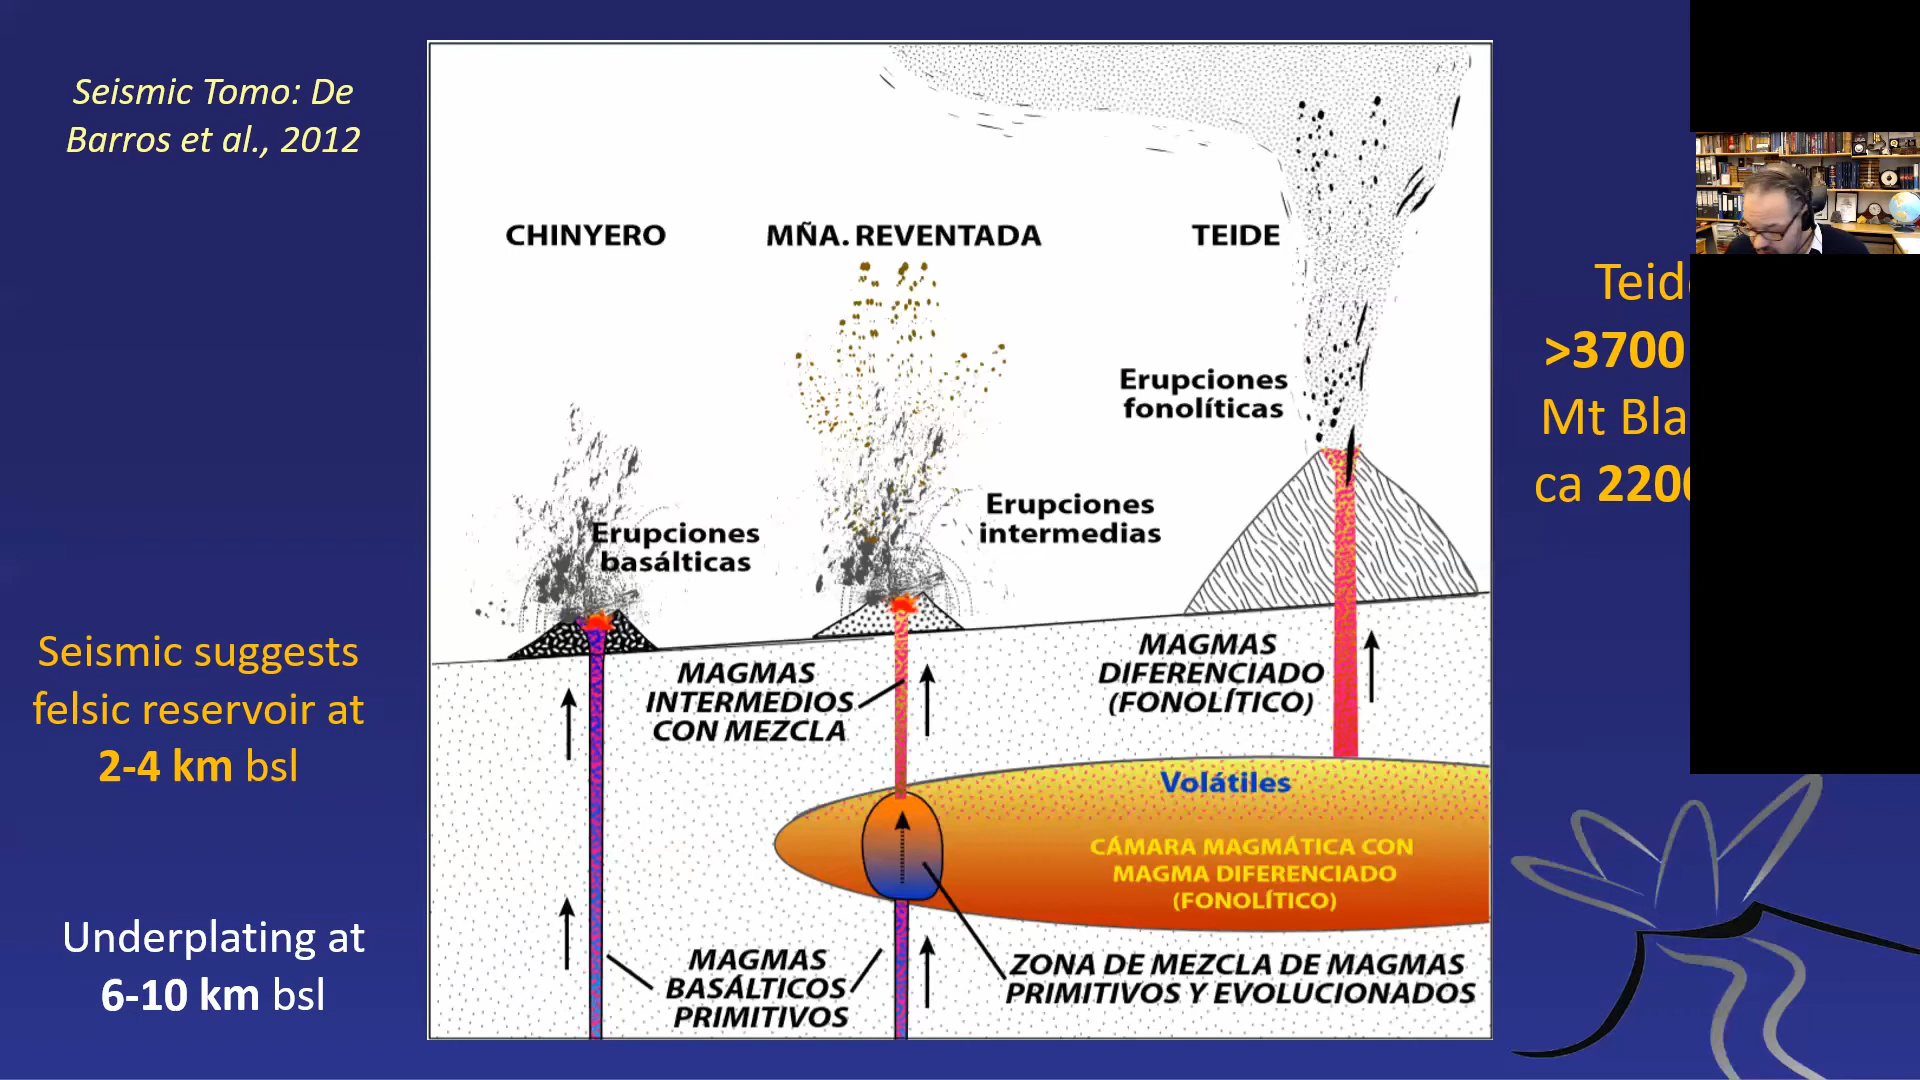 Seismic Tomo: De
Barros et al., 2012
CHINYERO
MÑA. REVENTADA
TEIDE
Erupciones
fonolíticas
Erupciones
intermedias
Erupciones
basálticas
MAGMAS
INTERMEDIOS
CON MEZCLA
MAGMAS
DIFERENCIADO
(FONOLÍTICO)
Volátiles
CÁMARA MAGMÁTICA CON
MAGMA DIFERENCIADO
(FONOLÍTICO)
MAGMAS
BASÁLTICOS
PRIMITIVOS
ZONA DE MEZCLA DE MAGMAS
PRIMITIVOS Y EVOLUCIONADOS
Seismic suggests
felsic reservoir at
2-4 km bsl
Underplating at
6-10 km bsl
>3700
Mt
ca